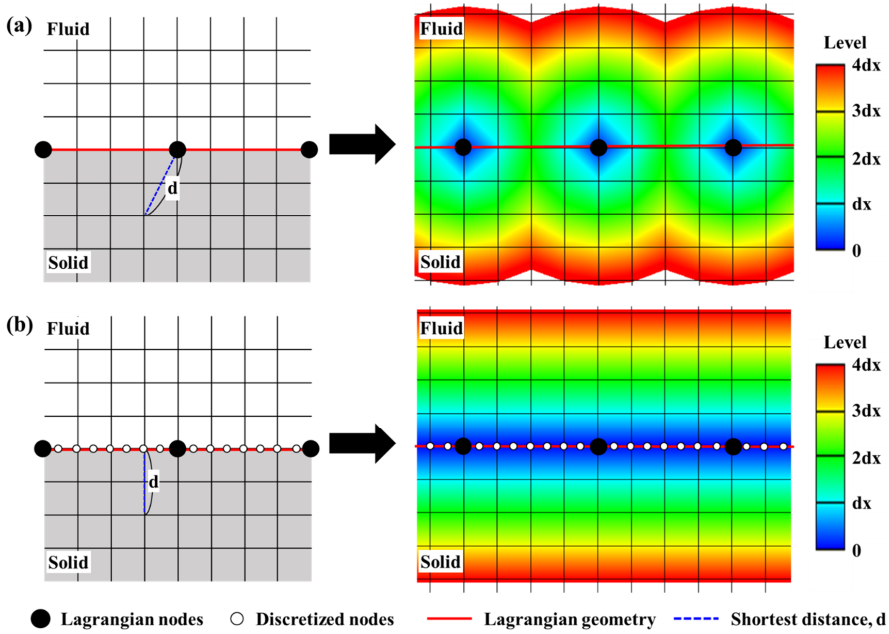 (a)
Fluid
d
Solid
Fluid
Solid
Level
4dx
3dx
2dx
dx
0
(b)
Fluid
d
Solid
Fluid
Solid
Level
4dx
3dx
2dx
dx
0
Lagrangian nodes Discretized nodes Lagrangian geometry Shortest distance, d